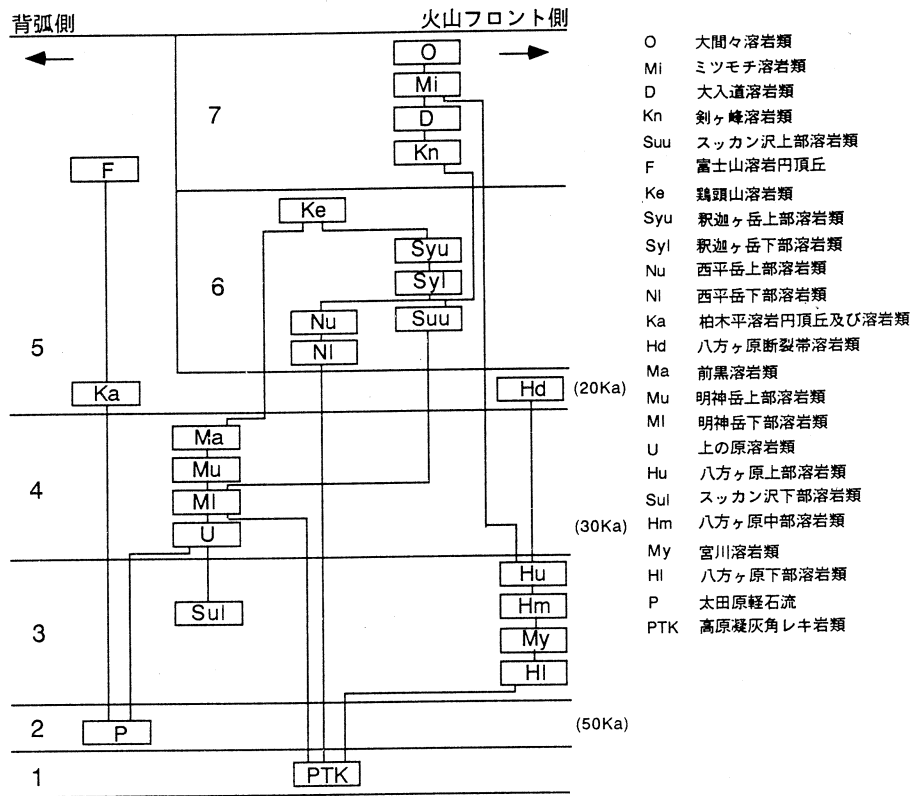 背弧側 火山フロント側
7
O
Mi
D
Kn
F
6
Ke
Syu
Syl
Suu
Nu
Nl
5
Ka
Hd
(20Ka)
4
Ma
Mu
Ml
U
(30Ka)
3
Sul
Hu
Hm
My
Hl
2
P
(50Ka)
1
PTK
O 大間々溶岩類
Mi ミツモチ溶岩類
D 大入道溶岩類
Kn 剣ヶ峰溶岩類
Suu スッカン沢上部溶岩類
F 富士山溶岩円頂丘
Ke 鶏頭山溶岩類
Syu 釈迦ヶ岳上部溶岩類
Syl 釈迦ヶ岳下部溶岩類
Nu 西平岳上部溶岩類
Nl 西平岳下部溶岩類
Ka 柏木平溶岩円頂丘及び溶岩類
Hd 八方ヶ原断裂帯溶岩類
Ma 前黒溶岩類
Mu 明神岳上部溶岩類
Ml 明神岳下部溶岩類
U 上の原溶岩類
Hu 八方ヶ原上部溶岩類
Sul スッカン沢下部溶岩類
Hm 八方ヶ原中部溶岩類
My 宮川溶岩類
Hl 八方ヶ原下部溶岩類
P 太田原軽石流
PTK 高原凝灰角レキ岩類